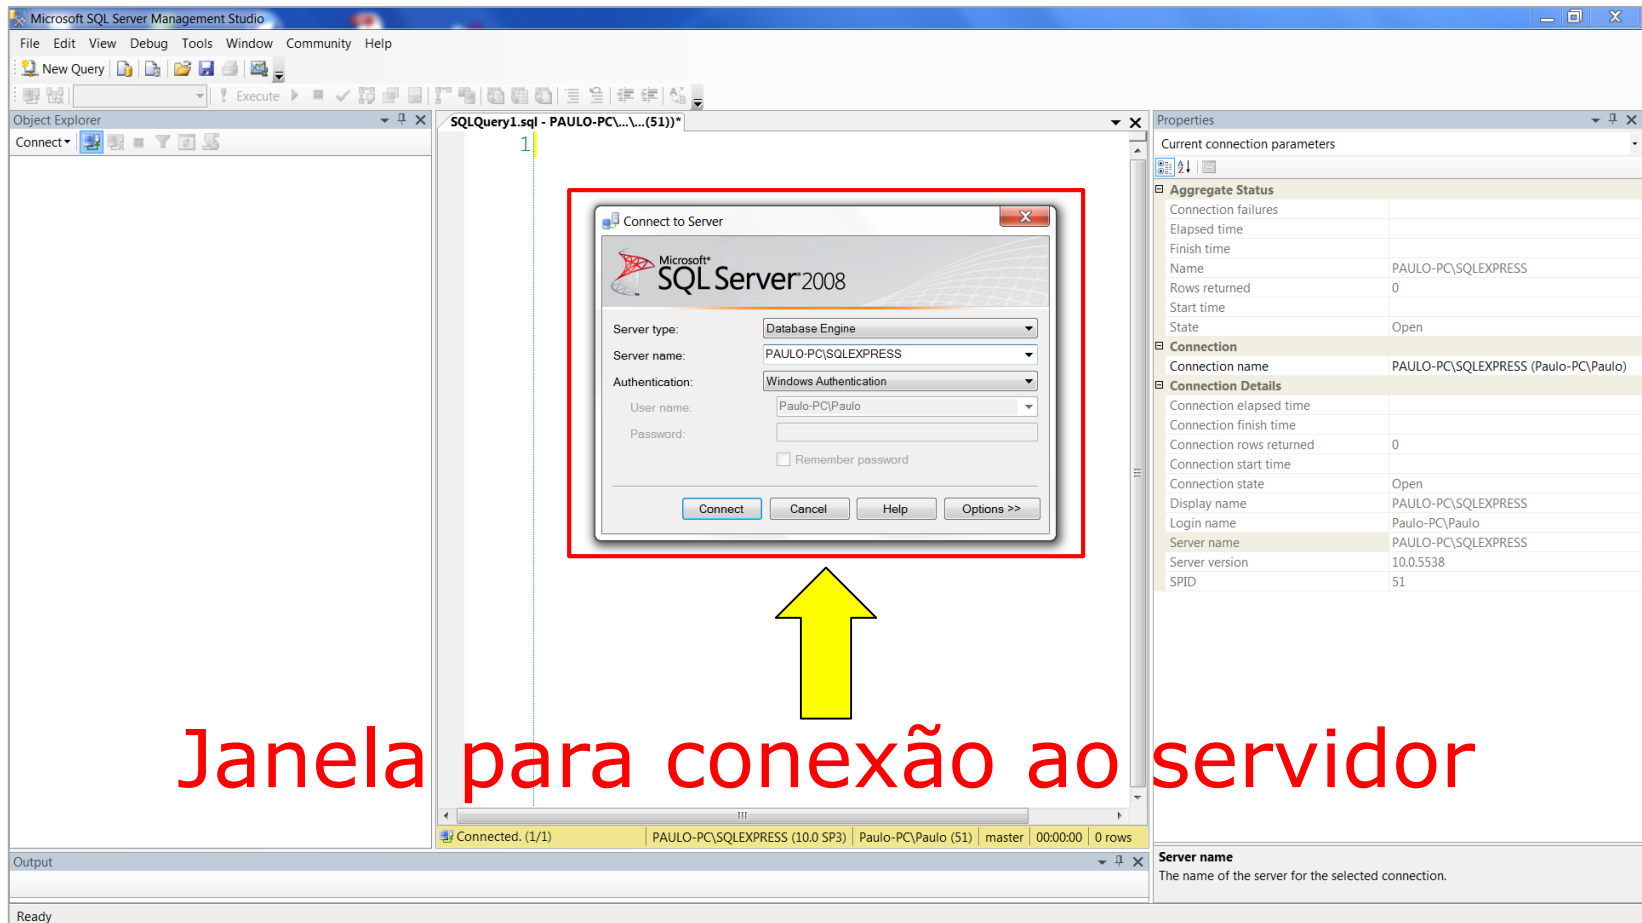 Microsoft SQL Server Management Studio
File Edit View Debug Tools Window Community Help
New Query
Execute
Object Explorer
Connect
SQLQuery1.sql - PAULO-PC\...\...(51))*
1
Connect to Server
Microsoft®
SQL Server® 2008
Server type: Database Engine
Server name: PAULO-PC\SQLEXPRESS
Authentication: Windows Authentication
User name: Paulo-PC\Paulo
Password:
Remember password
Connect Cancel Help Options >>
Janela para conexão ao servidor
Connected. (1/1) PAULO-PC\SQLEXPRESS (10.0 SP3) Paulo-PC\Paulo (51) master 00:00:00 0 rows
Properties
Current connection parameters
Aggregate Status
Connection failures
Elapsed time
Finish time
Name PAULO-PC\SQLEXPRESS
Rows returned 0
Start time
State Open
Connection
Connection name PAULO-PC\SQLEXPRESS (Paulo-PC\Paulo)
Connection Details
Connection elapsed time
Connection finish time
Connection rows returned 0
Connection start time
Connection state Open
Display name PAULO-PC\SQLEXPRESS
Login name Paulo-PC\Paulo
Server name PAULO-PC\SQLEXPRESS
Server version 10.0.5538
SPID 51
Server name
The name of the server for the selected connection.
Output
Ready